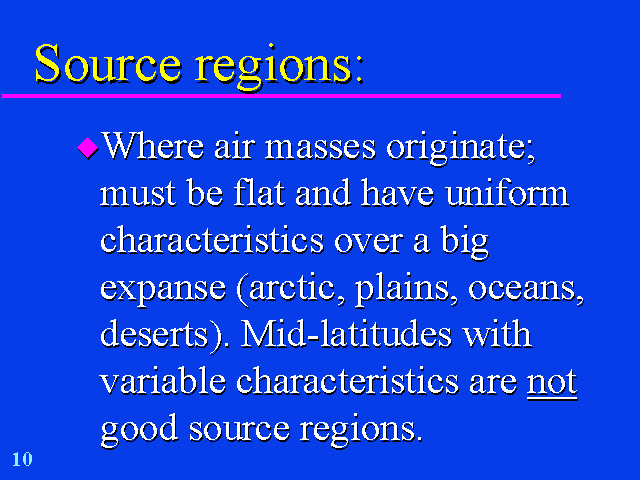 Source regions:
Where air masses originate;
must be flat and have uniform
characteristics over a big
expanse (arctic, plains, oceans,
deserts). Mid-latitudes with
variable characteristics are not
good source regions.
10